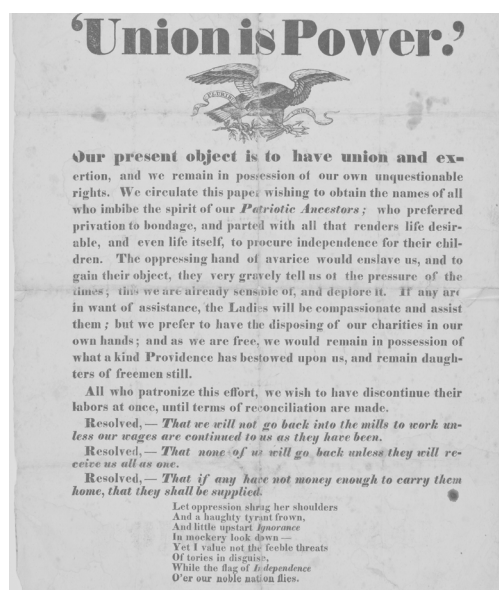 'Union is Power.'
Our present object is to have union and ex-
ertion, and we remain in possession of our own unquestionable
rights. We circulate this paper wishing to obtain the names of all
who imbibe the spirit of our Patriotic Ancestors; who preferred
privation to bondage, and parted with all that renders life desir-
able, and even life itself, to procure independence for their chil-
dren. The oppressing hand of avarice would enslave us, and to
gain their object, they very gravely tell us of the pressure of the
times; this we are already sensible of, and deplore it. If any are
in want of assistance, the Ladies will be compassionate and assist
them; but we prefer to have the disposing of our charities in our
own hands; and as we are free, we would remain in possession of
what a kind Providence has bestowed upon us, and remain daugh-
ters of freemen still.
All who patronize this effort, we wish to have discontinue their
labors at once, until terms of reconciliation are made.
Resolved,— That we will not go back into the mills to work un-
less our wages are continued to us as they have been.
Resolved,— That none of us will go back unless they will re-
ceive us all as one.
Resolved,— That if any have not money enough to carry them
home, that they shall be supplied.
Let oppression shrug her shoulders
And a haughty tyrant frown,
And little upstart Ignorance
In mockery look down—
Yet I value not the feeble threats
Of tories in disguise,
While the flag of Independence
O'er our noble nation flies.